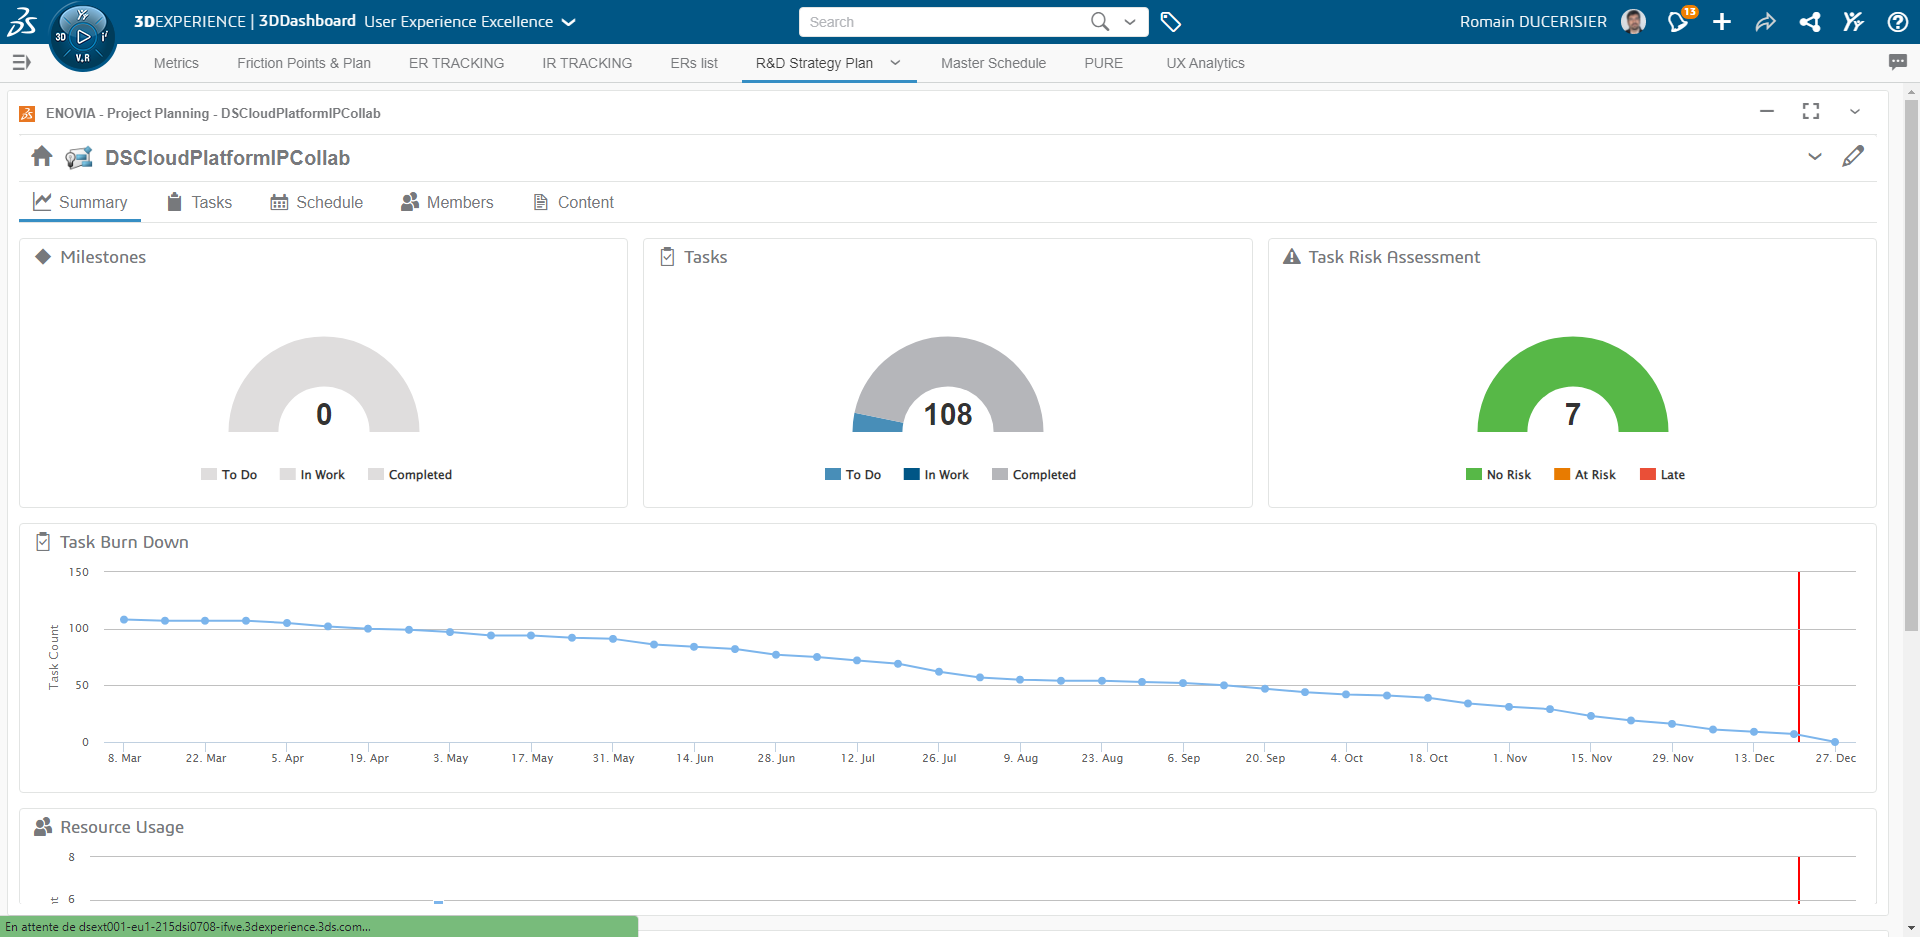 3DEXPERIENCE | 3DDashboard User Experience Excellence
Search
Romain DUCERISIER
13
3D
V.R
Metrics
Friction Points & Plan
ER TRACKING
IR TRACKING
ERs list
R&D Strategy Plan
Master Schedule
PURE
UX Analytics
ENOVIA - Project Planning - DSCloudPlatformIPCollab
DSCloudPlatformIPCollab
Summary
Tasks
Schedule
Members
Content
Milestones
0
To Do
In Work
Completed
Tasks
108
To Do
In Work
Completed
Task Risk Assessment
7
No Risk
At Risk
Late
Task Burn Down
Task Count
150
100
50
0
8. Mar
22. Mar
5. Apr
19. Apr
3. May
17. May
31. May
14. Jun
28. Jun
12. Jul
26. Jul
9. Aug
23. Aug
6. Sep
20. Sep
4. Oct
18. Oct
1. Nov
15. Nov
29. Nov
13. Dec
27. Dec
Resource Usage
8
6
En attente de dsext001-eu1-215dsi0708-ifwe.3dexperience.3ds.com...